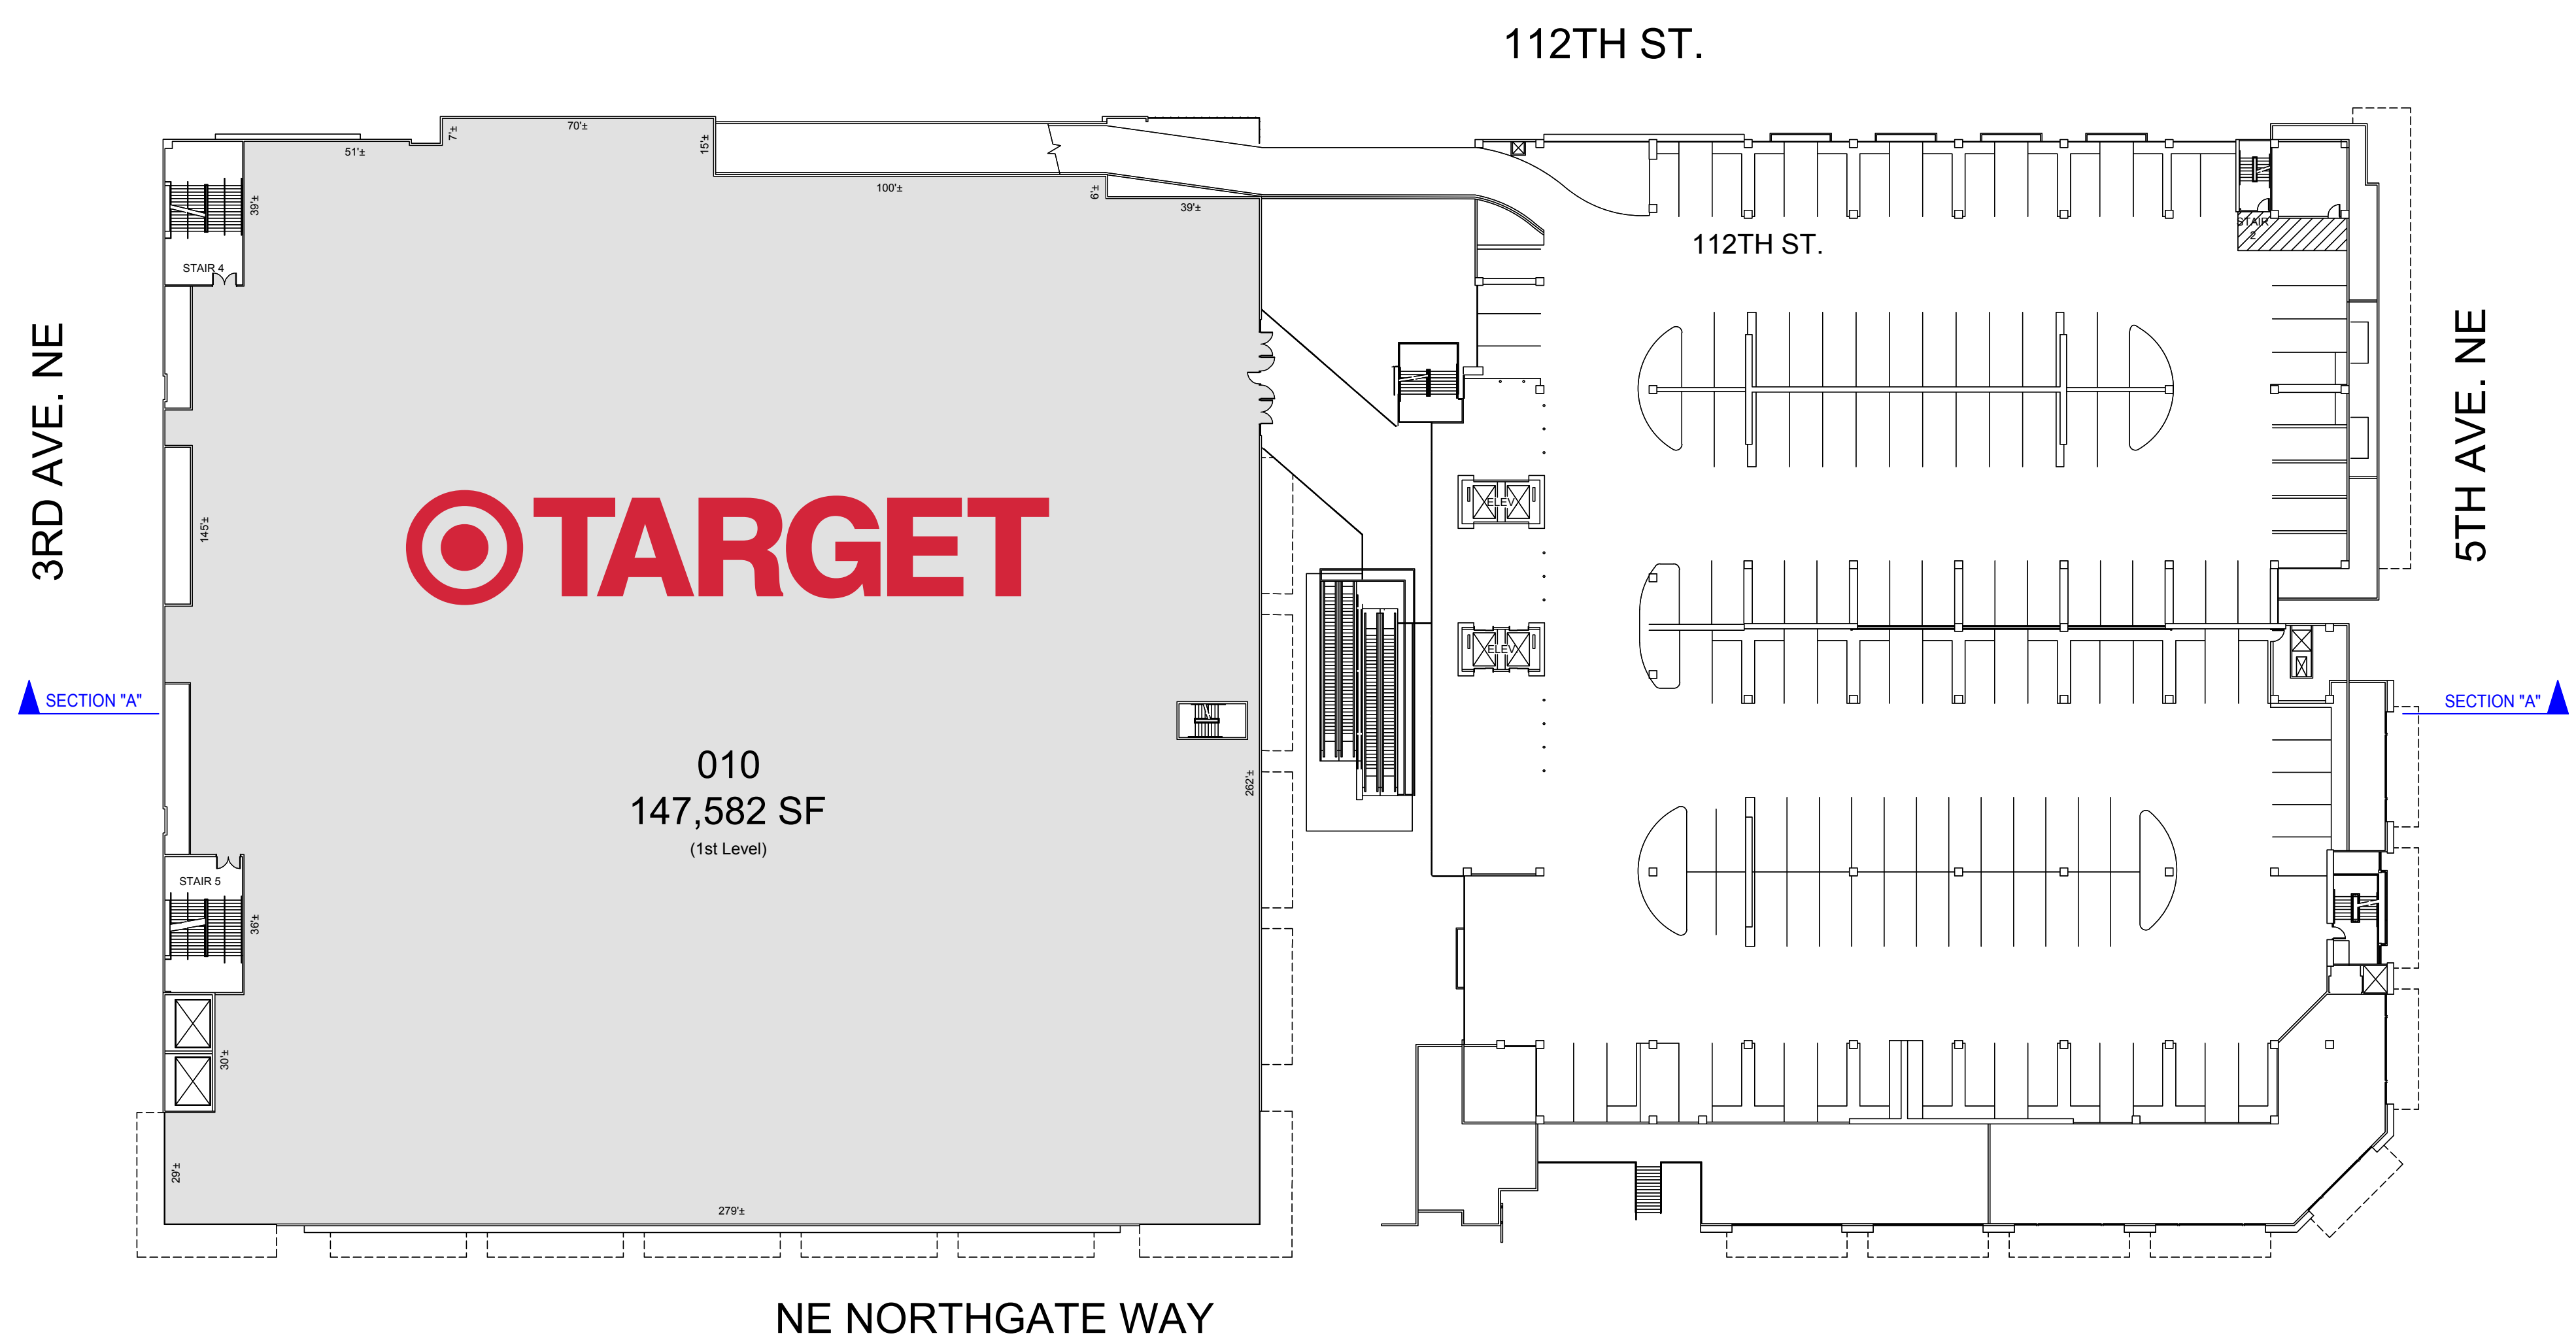 112TH ST.
7'±
70'±
15'±
51'±
100'±
6'±
39'±
39'±
STAIR 4
STAIR
2
112TH ST.
3RD AVE. NE
5TH AVE. NE
TARGET
145'±
ELEV
ELEV
SECTION "A"
SECTION "A"
010
147,582 SF
(1st Level)
262'±
STAIR 5
36'±
30'±
29'±
279'±
NE NORTHGATE WAY